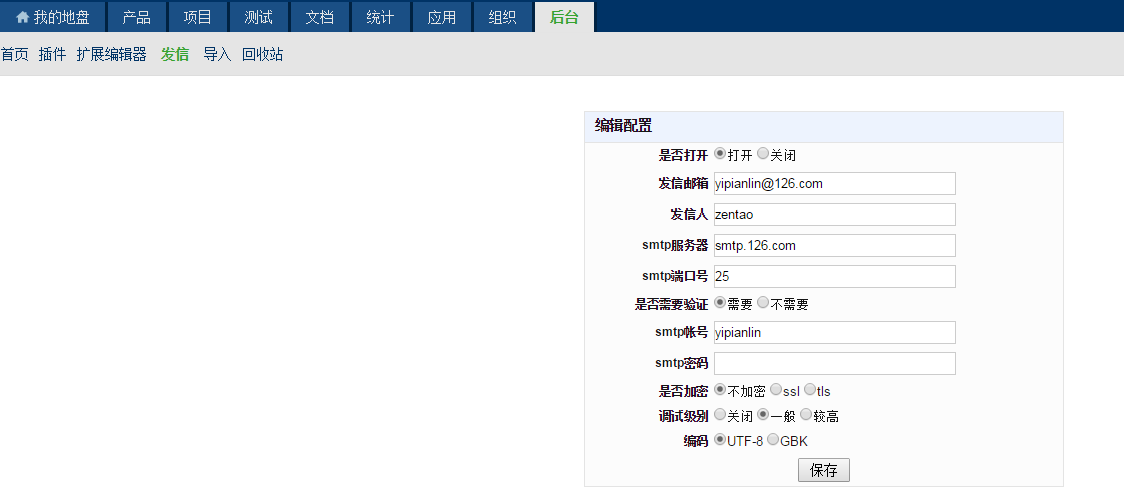 我的地盘 产品 项目 测试 文档 统计 应用 组织 后台
首页 插件 扩展编辑器 发信 导入 回收站
编辑配置
是否打开 打开 关闭
发信邮箱 yipianlin@126.com
发信人 zentao
smtp服务器 smtp.126.com
smtp端口号 25
是否需要验证 需要 不需要
smtp帐号 yipianlin
smtp密码
是否加密 不加密 ssl tls
调试级别 关闭 一般 较高
编码 UTF-8 GBK
保存